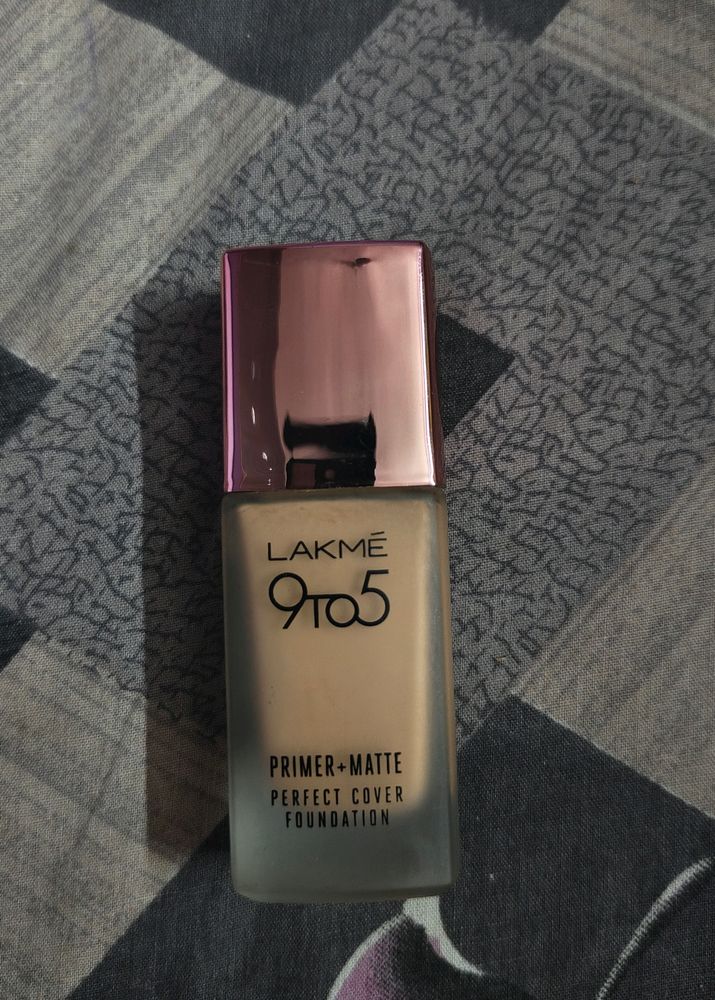 LAKMÉ
9TO5
PRIMER+MATTE
PERFECT COVER
FOUNDATION